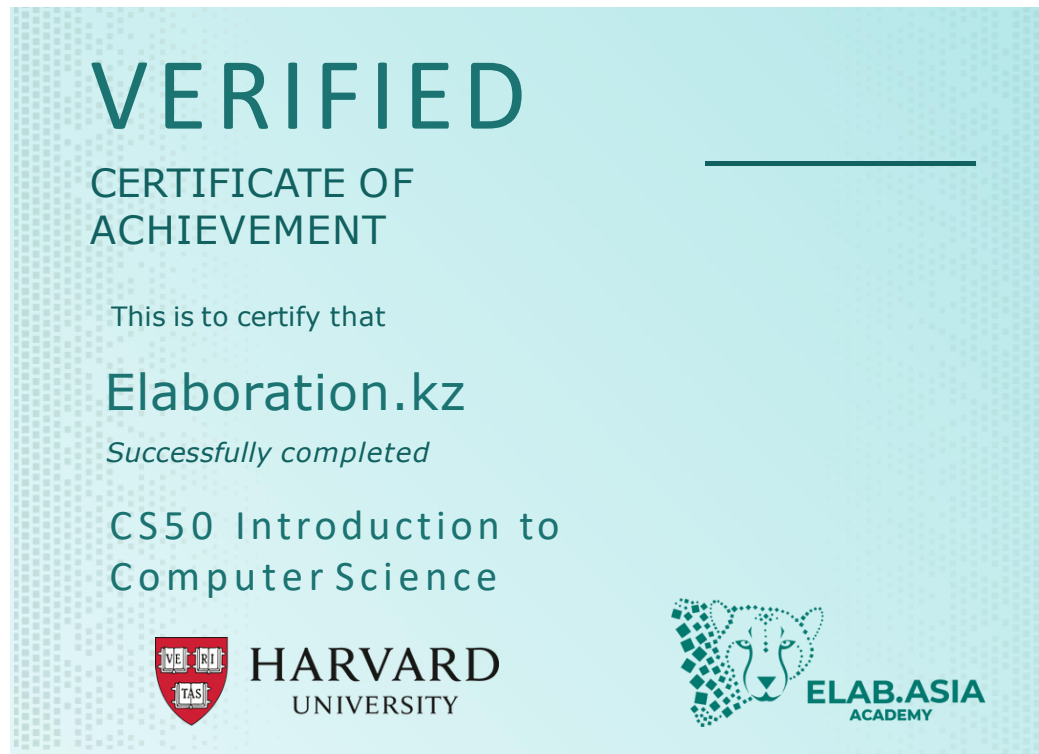 VERIFIED
CERTIFICATE OF
ACHIEVEMENT
This is to certify that
Elaboration.kz
Successfully completed
CS50 Introduction to
Computer Science
VE RI
TAS
HARVARD
UNIVERSITY
ELAB.ASIA
ACADEMY